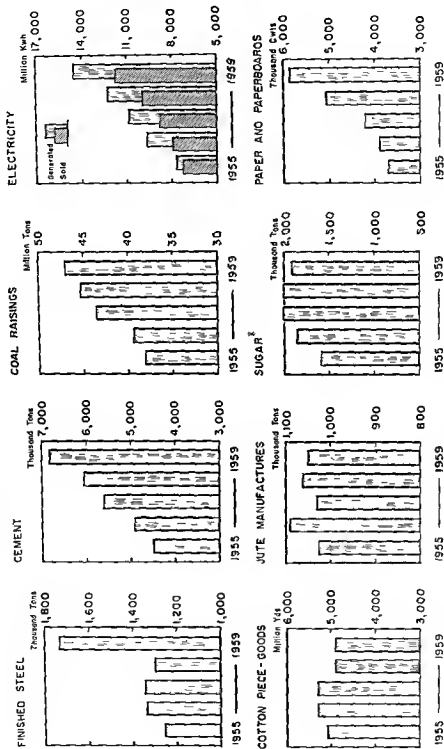 FINISHED STEEL
Thousand Tons
1,800
1,600
1,400
1,200
1,000
1955 1959
CEMENT
Thousand Tons
7,000
6,000
5,000
4,000
3,000
1955 1959
COAL RAISINGS
Million Tons
50
45
40
35
30
1955 1959
ELECTRICITY
Million Kwh
17,000
14,000
11,000
8,000
5,000
Generated
Sold
1955 1959
COTTON PIECE-GOODS
Million Yds
6,000
5,000
4,000
3,000
1955 1959
JUTE MANUFACTURES
Thousand Tons
1,100
1,000
900
800
1955 1959
SUGAR*
Thousand Tons
2,000
1,500
1,000
500
1955 1959
PAPER AND PAPERBOARDS
Thousand Cwts
6,000
5,000
4,000
3,000
1955 1959